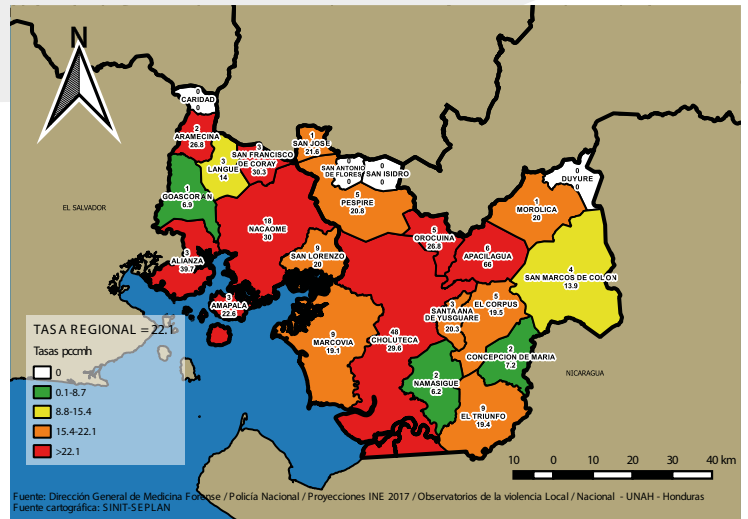 N
0
CARIDAD
0
2
ARAMECINA
26.8
3
SAN FRANCISCO
DE CORAY
30.3
3
LANGUE
14
1
SAN JOSE
21.6
0
SAN ANTONIO
DE FLORES
0
0
SAN ISIDRO
0
0
DUYURE
0
1
GOASCORAN
6.9
5
PESPIRE
20.8
1
MOROLICA
20
EL SALVADOR
18
NACAOME
30
5
OROCUINA
26.8
6
APACILAGUA
66
9
SAN LORENZO
20
3
ALIANZA
39.7
4
SAN MARCOS DE COLON
13.9
3
AMAPALA
22.6
3
SANTA ANA
DE YUSGUARE
20.3
5
EL CORPUS
19.5
9
MARCOVIA
19.1
48
CHOLUTECA
29.6
2
CONCEPCION DE MARIA
7.2
2
NAMASIGUE
6.2
NICARAGUA
9
EL TRIUNFO
19.4
TASA REGIONAL = 22.1
Tasas pccmh
0
0.1-8.7
8.8-15.4
15.4-22.1
>22.1
10 0 10 20 30 40 km
Fuente: Dirección General de Medicina Forense / Policía Nacional / Proyecciones INE 2017 / Observatorios de la violencia Local / Nacional - UNAH - Honduras
Fuente cartográfica: SINIT-SEPLAN